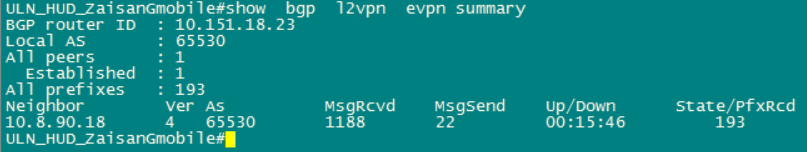 ULN_HUD_ZaisanGmobile#show  bgp  l2vpn  evpn summary
BGP router ID  : 10.151.18.23
Local AS       : 65530
All peers      : 1
  Established  : 1
All prefixes   : 193
Neighbor        Ver As          MsgRcvd     MsgSend     Up/Down       State/PfxRcd
10.8.90.18      4   65530       1188        22          00:15:46          193
ULN_HUD_ZaisanGmobile#